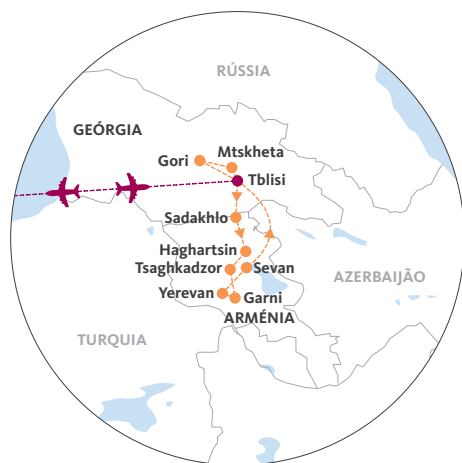 RÚSSIA
GEÓRGIA
Mtskheta
Gori
Tblisi
Sadakhlo
Haghartsin
Tsaghkadzor
Sevan
AZERBAIJÃO
Yerevan
Garni
ARMÉNIA
TURQUIA